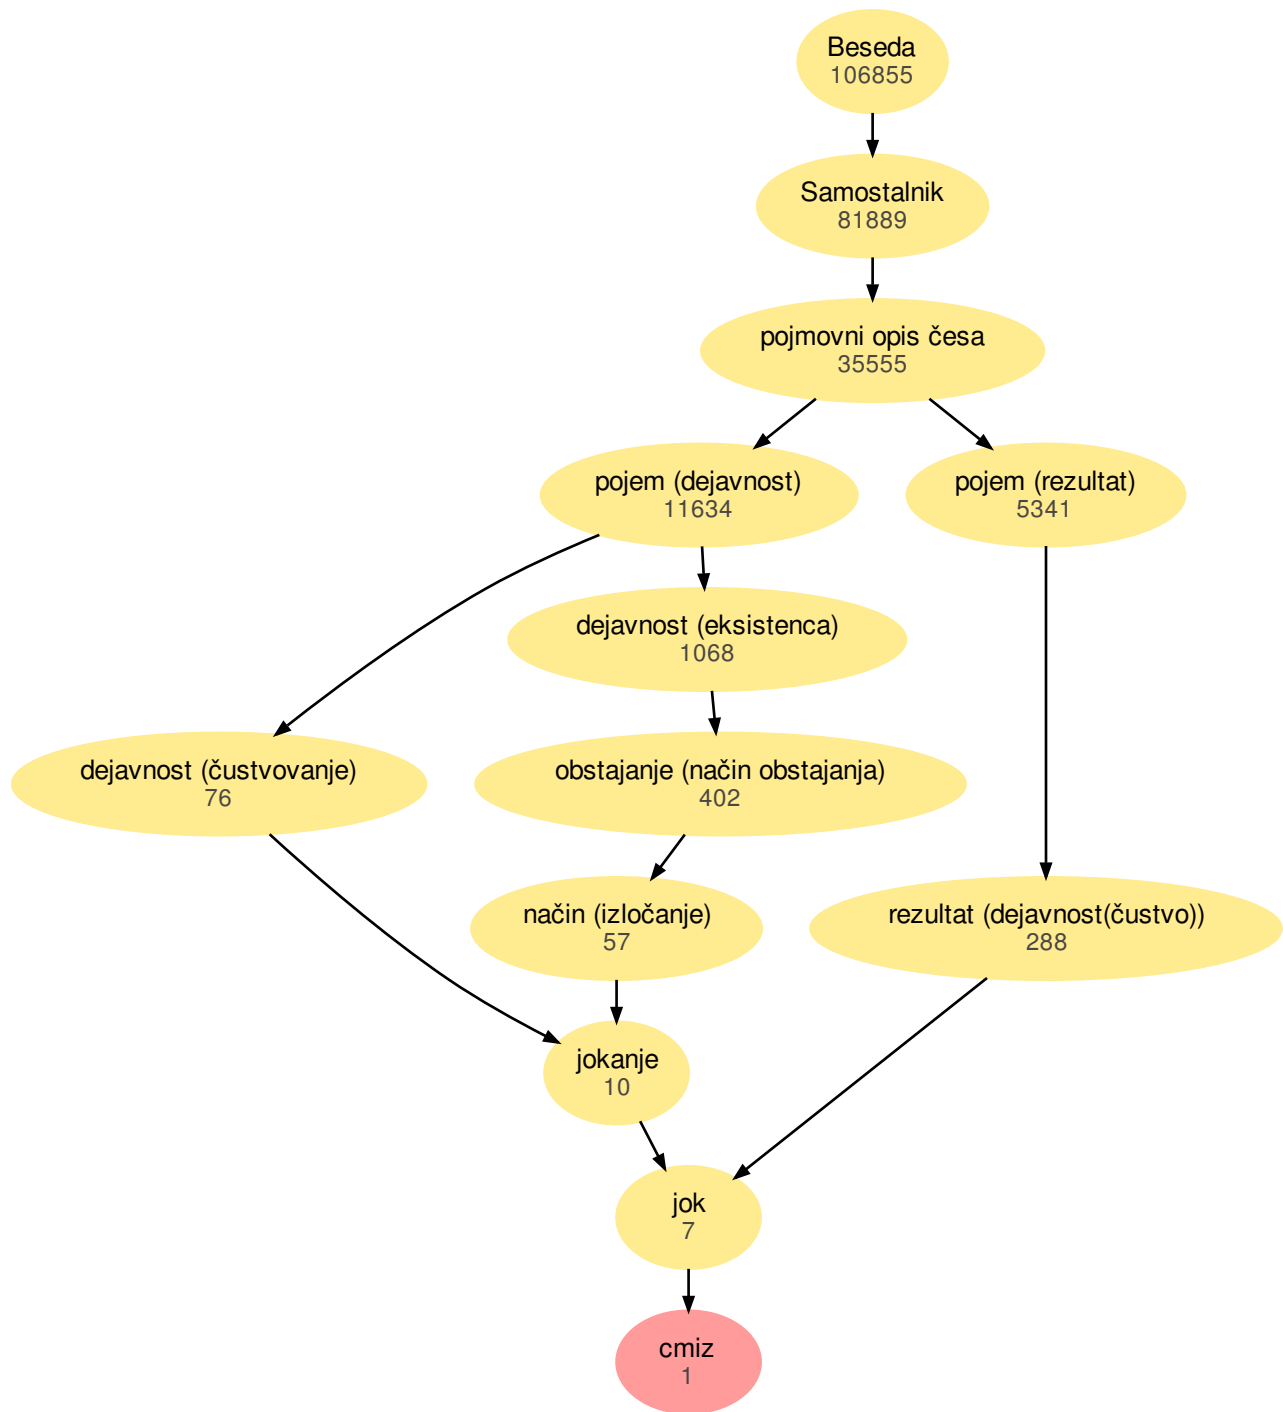 Beseda
106855
Samostalnik
81889
pojmovni opis česa
35555
pojem (dejavnost)
11634
pojem (rezultat)
5341
dejavnost (eksistenca)
1068
dejavnost (čustvovanje)
76
obstajanje (način obstajanja)
402
način (izločanje)
57
rezultat (dejavnost(čustvo))
288
jokanje
10
jok
7
cmiz
1